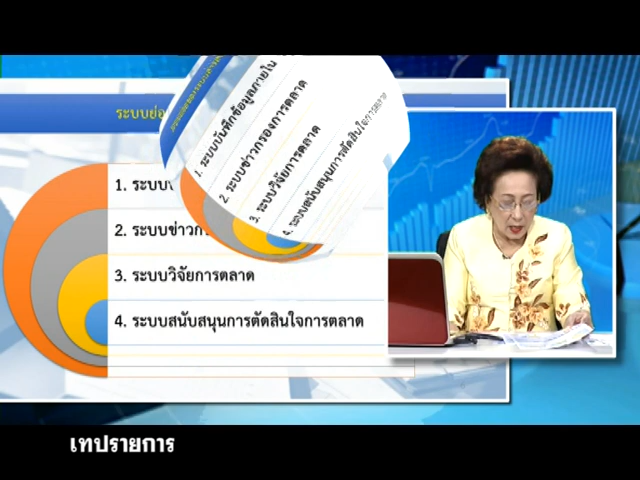 ระบบย่อ
1. ระบบ
2. ระบบข่าวก
3. ระบบวิจัยการตลาด
4. ระบบสนับสนุนการตัดสินใจการตลาด
1. ระบบบันทึกข้อมูลภายใน
2. ระบบข่าวกรองการตลาด
3. ระบบวิจัยการตลาด
4. ระบบสนับสนุนการตัดสินใจการตลาด
เทปรายการ